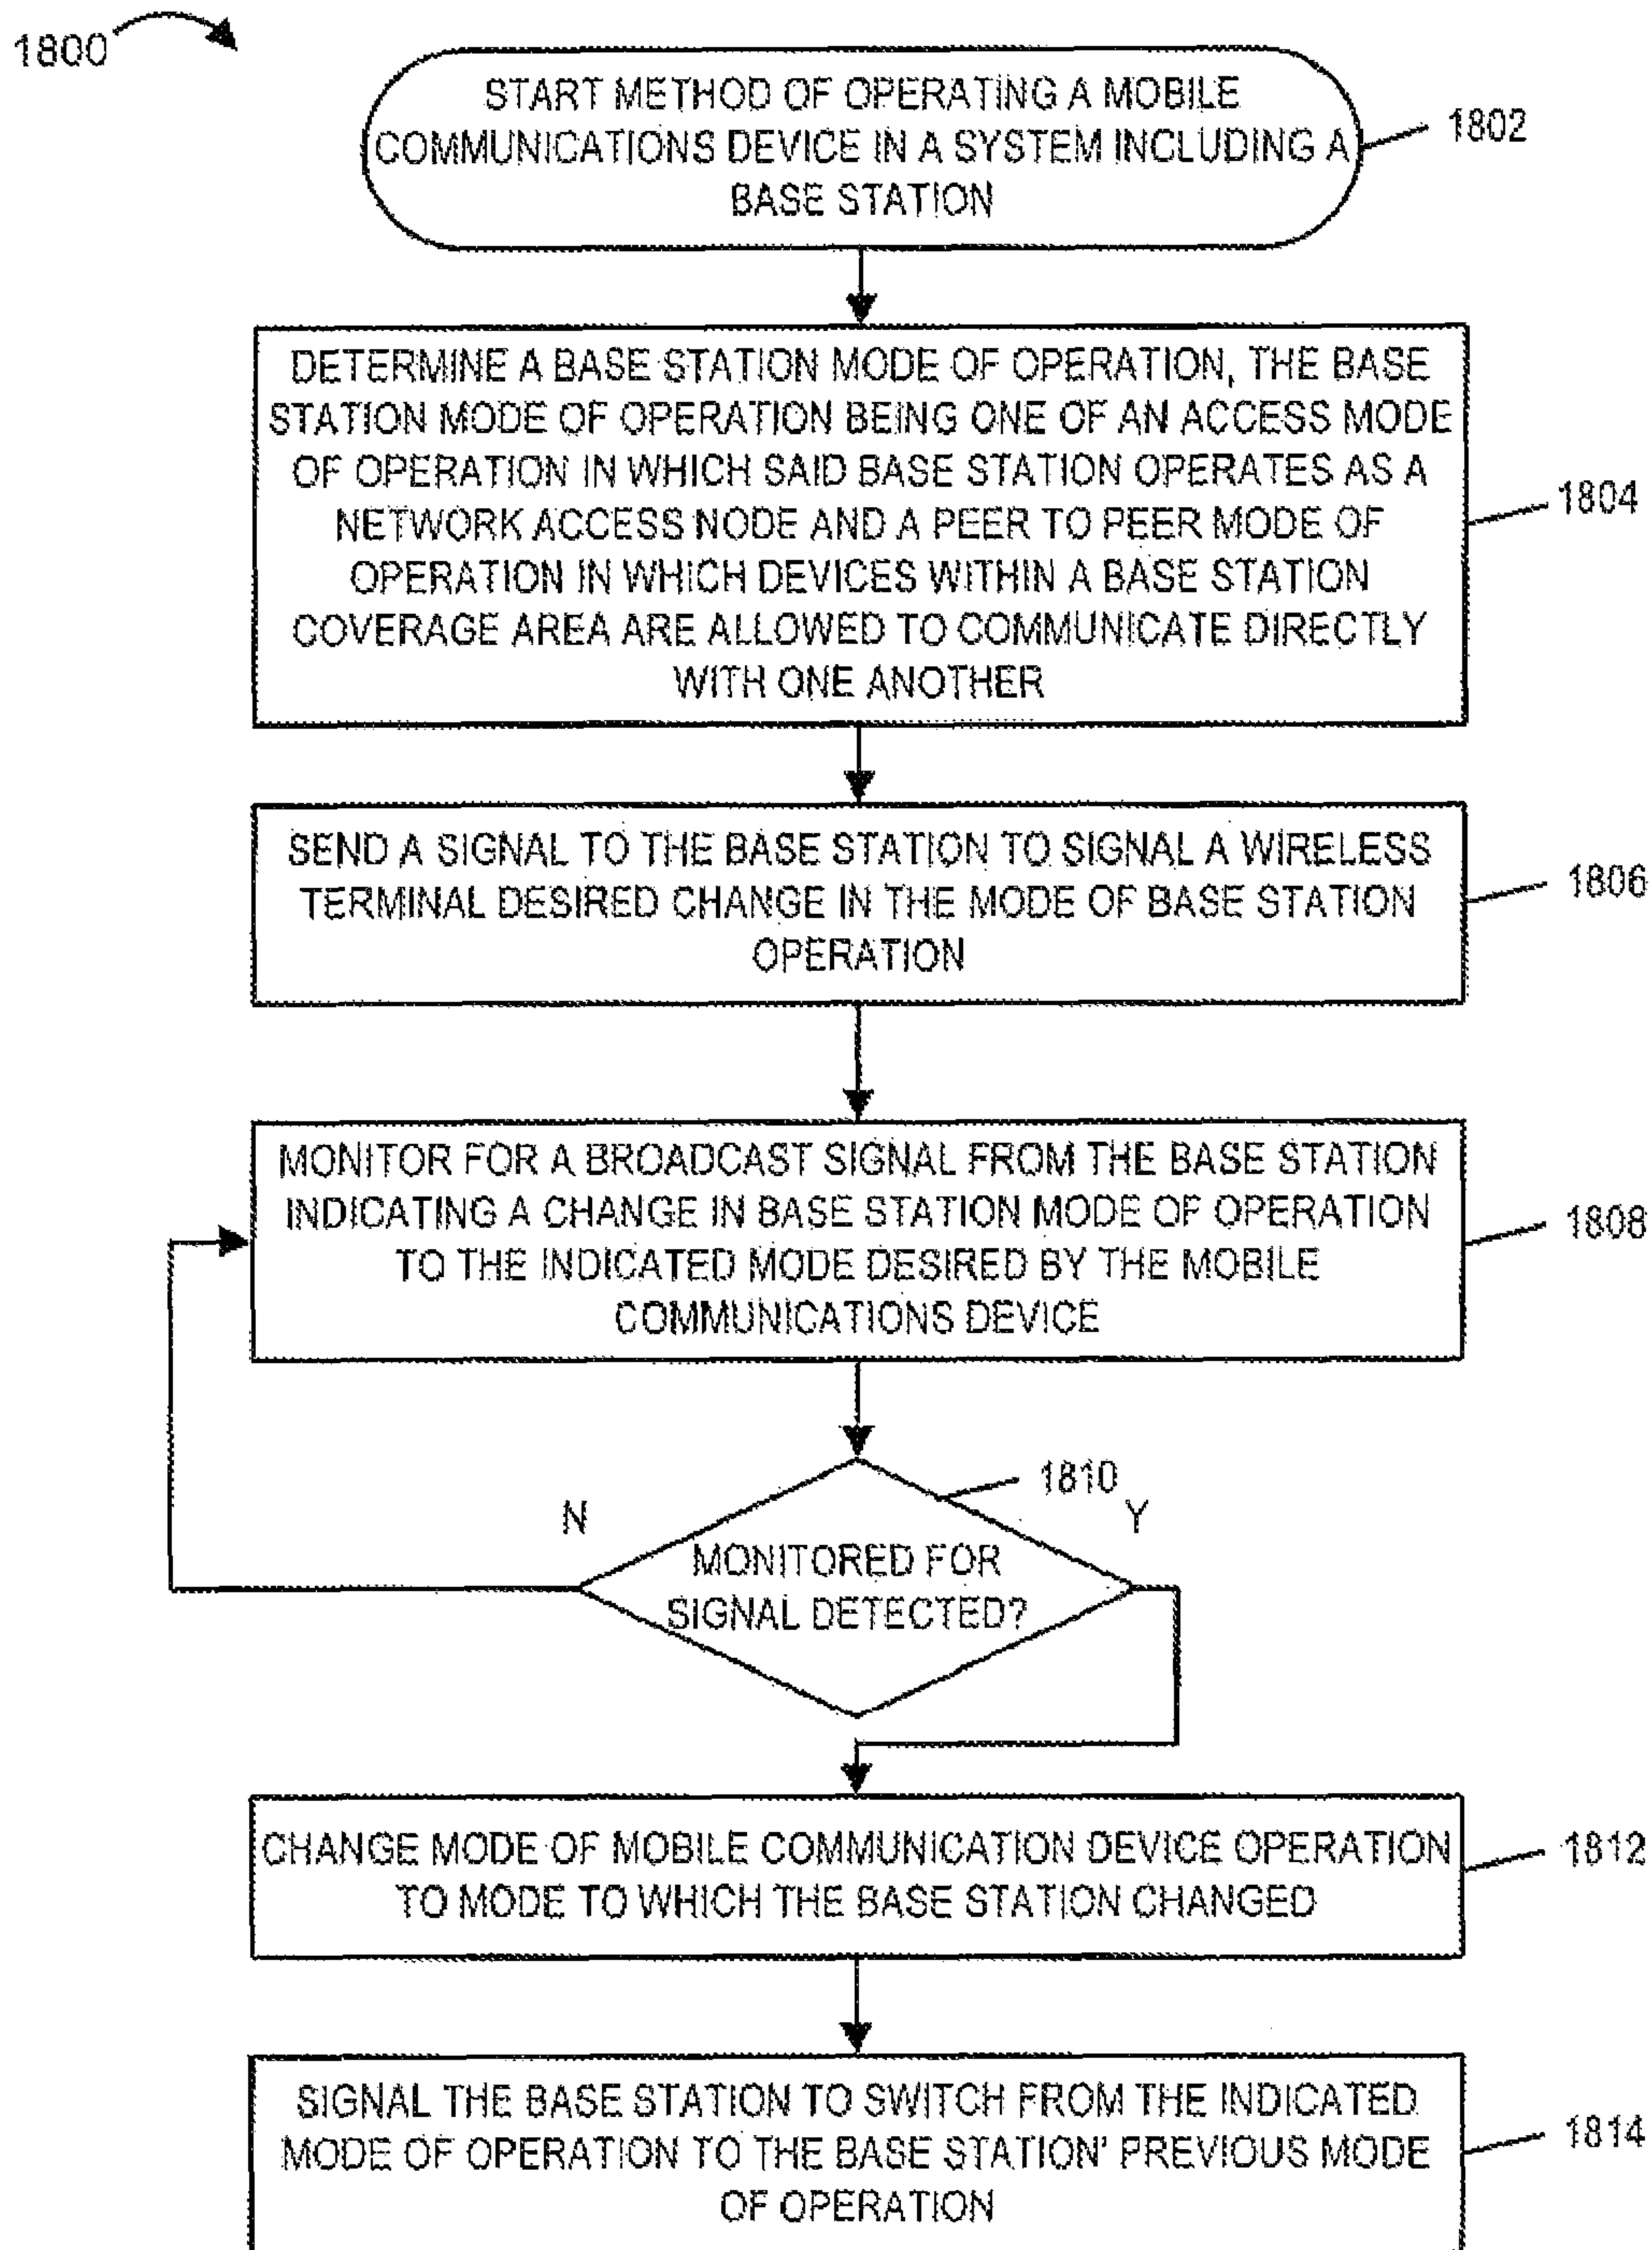 1800
START METHOD OF OPERATING A MOBILE
COMMUNICATIONS DEVICE IN A SYSTEM INCLUDING A
BASE STATION
1802
DETERMINE A BASE STATION MODE OF OPERATION, THE BASE
STATION MODE OF OPERATION BEING ONE OF AN ACCESS MODE
OF OPERATION IN WHICH SAID BASE STATION OPERATES AS A
NETWORK ACCESS NODE AND A PEER TO PEER MODE OF
OPERATION IN WHICH DEVICES WITHIN A BASE STATION
COVERAGE AREA ARE ALLOWED TO COMMUNICATE DIRECTLY
WITH ONE ANOTHER
1804
SEND A SIGNAL TO THE BASE STATION TO SIGNAL A WIRELESS
TERMINAL DESIRED CHANGE IN THE MODE OF BASE STATION
OPERATION
1806
MONITOR FOR A BROADCAST SIGNAL FROM THE BASE STATION
INDICATING A CHANGE IN BASE STATION MODE OF OPERATION
TO THE INDICATED MODE DESIRED BY THE MOBILE
COMMUNICATIONS DEVICE
1808
1810
N
Y
MONITORED FOR
SIGNAL DETECTED?
CHANGE MODE OF MOBILE COMMUNICATION DEVICE OPERATION
TO MODE TO WHICH THE BASE STATION CHANGED
1812
SIGNAL THE BASE STATION TO SWITCH FROM THE INDICATED
MODE OF OPERATION TO THE BASE STATION' PREVIOUS MODE
OF OPERATION
1814